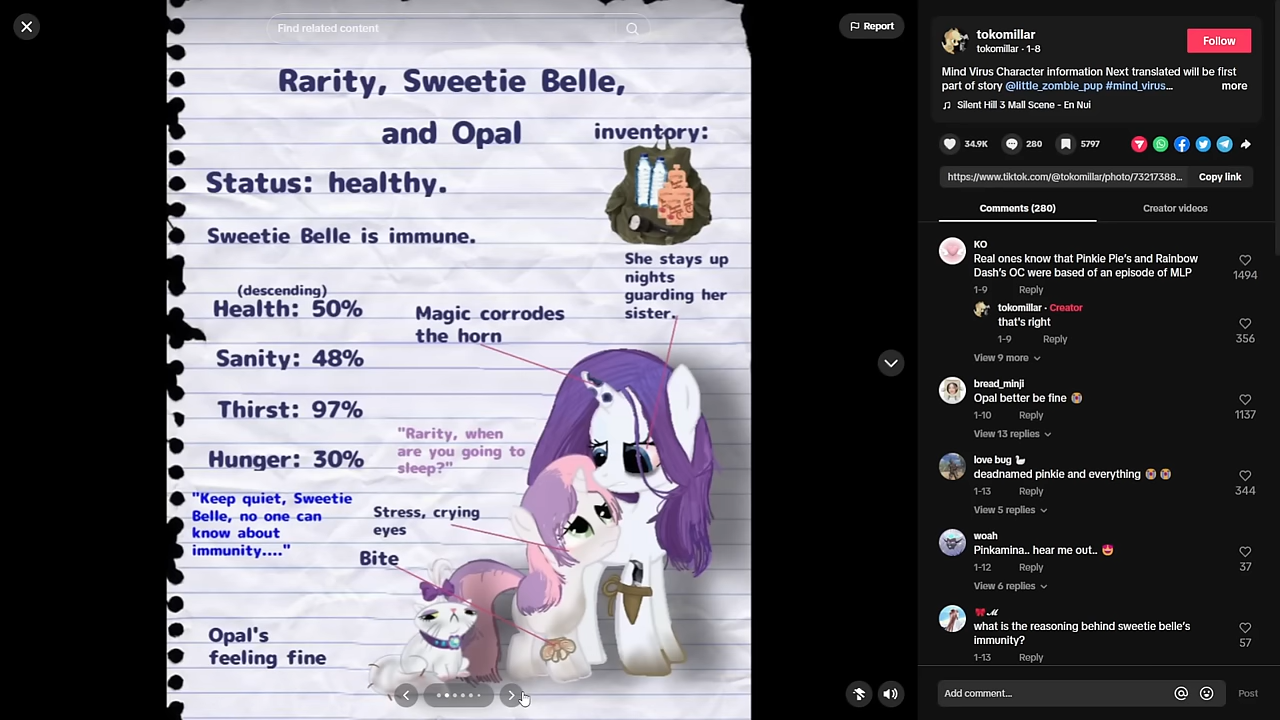 Find related content
Report
Rarity, Sweetie Belle,
and Opal
inventory:
Status: healthy.
Sweetie Belle is immune.
She stays up
nights
guarding her
sister.
(descending)
Health: 50%
Magic corrodes
the horn
Sanity: 48%
Thirst: 97%
"Rarity, when
are you going to
sleep?"
Hunger: 30%
"Keep quiet, Sweetie
Belle, no one can
know about
immunity...."
Stress, crying
eyes
Bite
Opal's
feeling fine
tokomillar
tokomillar · 1-8
Follow
Mind Virus Character information Next translated will be first
part of story @little_zombie_pup #mind_virus...
more
Silent Hill 3 Mall Scene - En Nui
34.9K
280
5797
https://www.tiktok.com/@tokomillar/photo/73217388...
Copy link
Comments (280)
Creator videos
KO
Real ones know that Pinkie Pie's and Rainbow
Dash's OC were based of an episode of MLP
1494
1-9
Reply
tokomillar · Creator
that's right
356
1-9
Reply
View 9 more
bread_minji
Opal better be fine
1137
1-10
Reply
View 13 replies
love bug
deadnamed pinkie and everything
344
1-13
Reply
View 5 replies
woah
Pinkamina.. hear me out..
37
1-12
Reply
View 6 replies
ℳ
what is the reasoning behind sweetie belle's
immunity?
57
1-13
Reply
Add comment...
Post